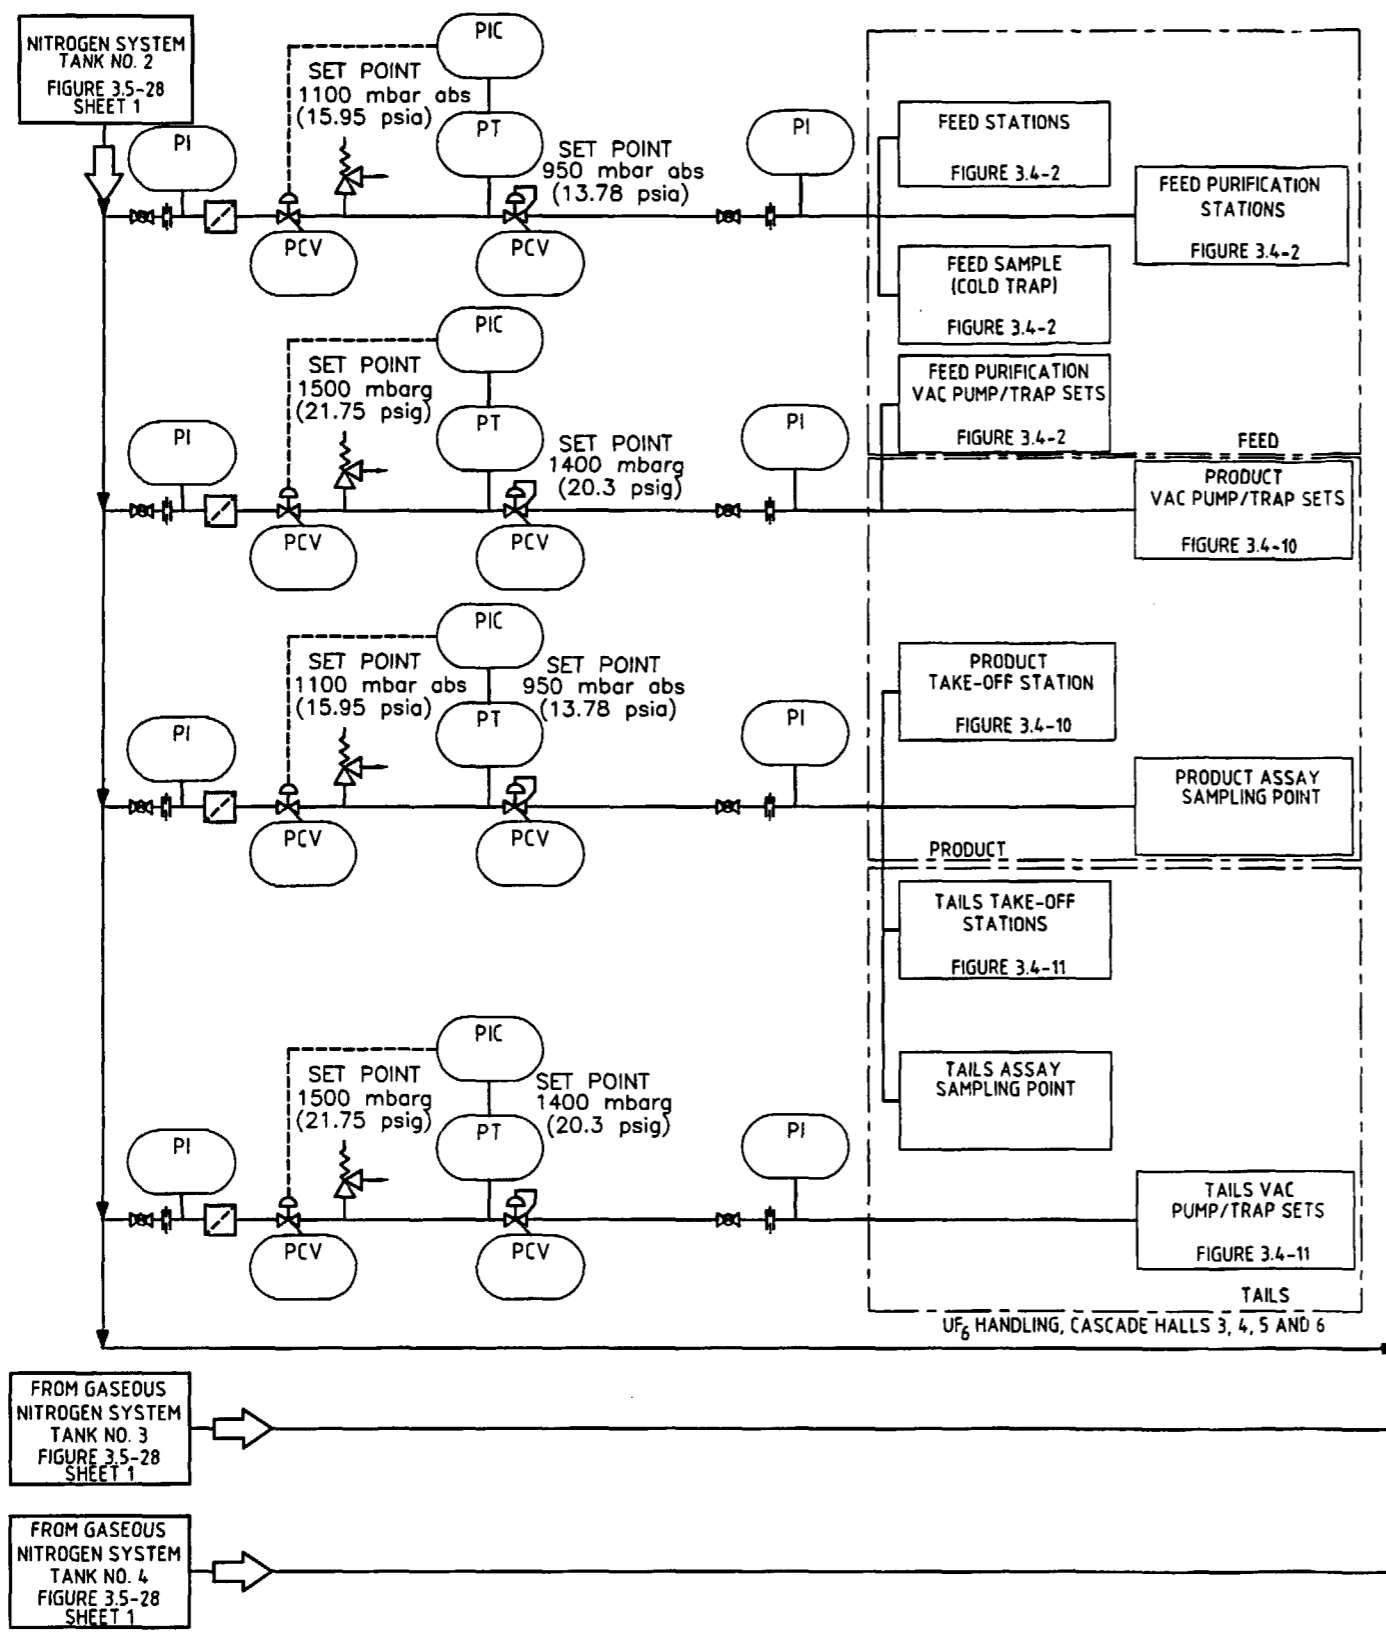 NITROGEN SYSTEM
TANK NO. 2
FIGURE 3.5-28
SHEET 1
PIC
SET POINT
1100 mbar abs
(15.95 psia)
PI
PT
SET POINT
950 mbar abs
(13.78 psia)
PI
PCV
PCV
FEED STATIONS
FIGURE 3.4-2
FEED PURIFICATION
STATIONS
FIGURE 3.4-2
FEED SAMPLE
(COLD TRAP)
FIGURE 3.4-2
PIC
SET POINT
1500 mbarg
(21.75 psig)
PI
PT
SET POINT
1400 mbarg
(20.3 psig)
PI
PCV
PCV
FEED PURIFICATION
VAC PUMP/TRAP SETS
FIGURE 3.4-2
FEED
PRODUCT
VAC PUMP/TRAP SETS
FIGURE 3.4-10
PIC
SET POINT
1100 mbar abs
(15.95 psia)
SET POINT
950 mbar abs
(13.78 psia)
PI
PT
PI
PCV
PCV
PRODUCT
TAKE-OFF STATION
FIGURE 3.4-10
PRODUCT ASSAY
SAMPLING POINT
PRODUCT
TAILS TAKE-OFF
STATIONS
FIGURE 3.4-11
PIC
SET POINT
1500 mbarg
(21.75 psig)
SET POINT
1400 mbarg
(20.3 psig)
PI
PT
PI
PCV
PCV
TAILS ASSAY
SAMPLING POINT
TAILS VAC
PUMP/TRAP SETS
FIGURE 3.4-11
TAILS
UF6 HANDLING, CASCADE HALLS 3, 4, 5 AND 6
FROM GASEOUS
NITROGEN SYSTEM
TANK NO. 3
FIGURE 3.5-28
SHEET 1
FROM GASEOUS
NITROGEN SYSTEM
TANK NO. 4
FIGURE 3.5-28
SHEET 1